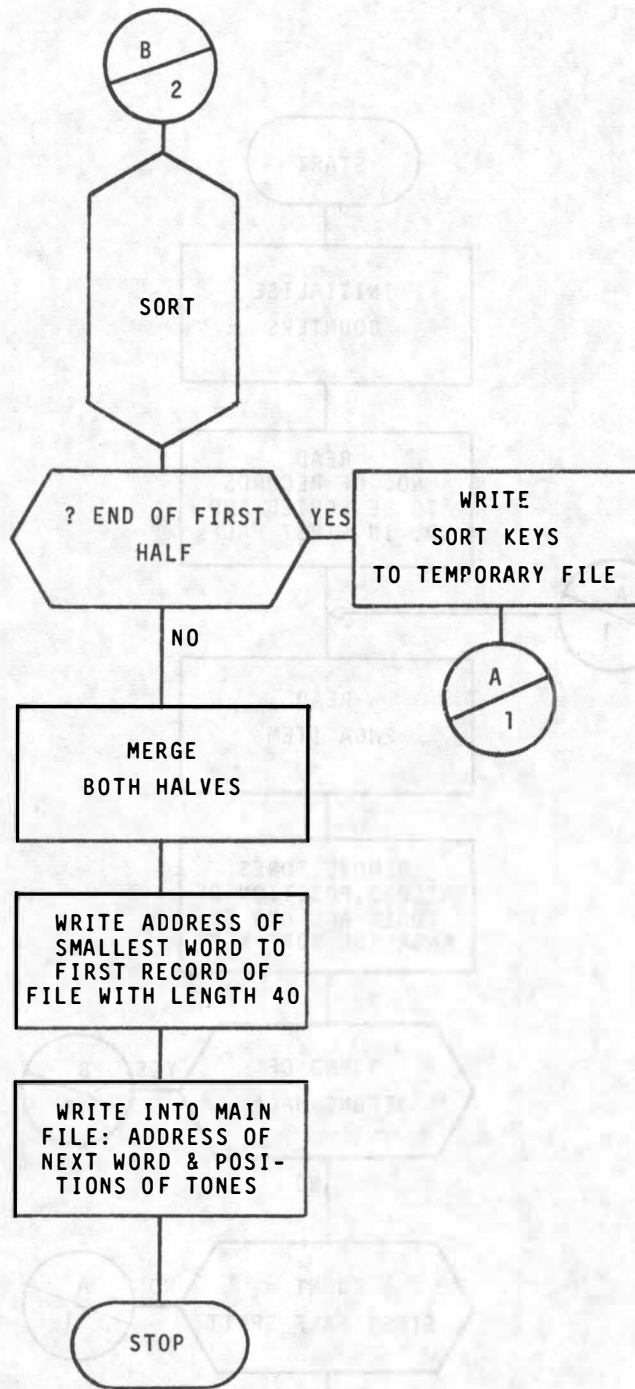 B
2
SORT
? END OF FIRST
HALF
YES
WRITE
SORT KEYS
TO TEMPORARY FILE
A
1
NO
MERGE
BOTH HALVES
WRITE ADDRESS OF
SMALLEST WORD TO
FIRST RECORD OF
FILE WITH LENGTH 40
WRITE INTO MAIN
FILE: ADDRESS OF
NEXT WORD & POSI-
TIONS OF TONES
STOP